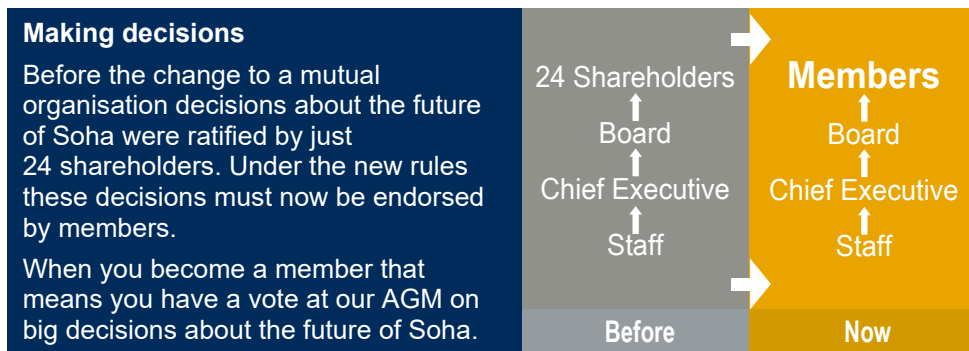 Making decisions
Before the change to a mutual
organisation decisions about the future
of Soha were ratified by just
24 shareholders. Under the new rules
these decisions must now be endorsed
by members.
When you become a member that
means you have a vote at our AGM on
big decisions about the future of Soha.
24 Shareholders
Board
Chief Executive
Staff
Before
Members
Board
Chief Executive
Staff
Now